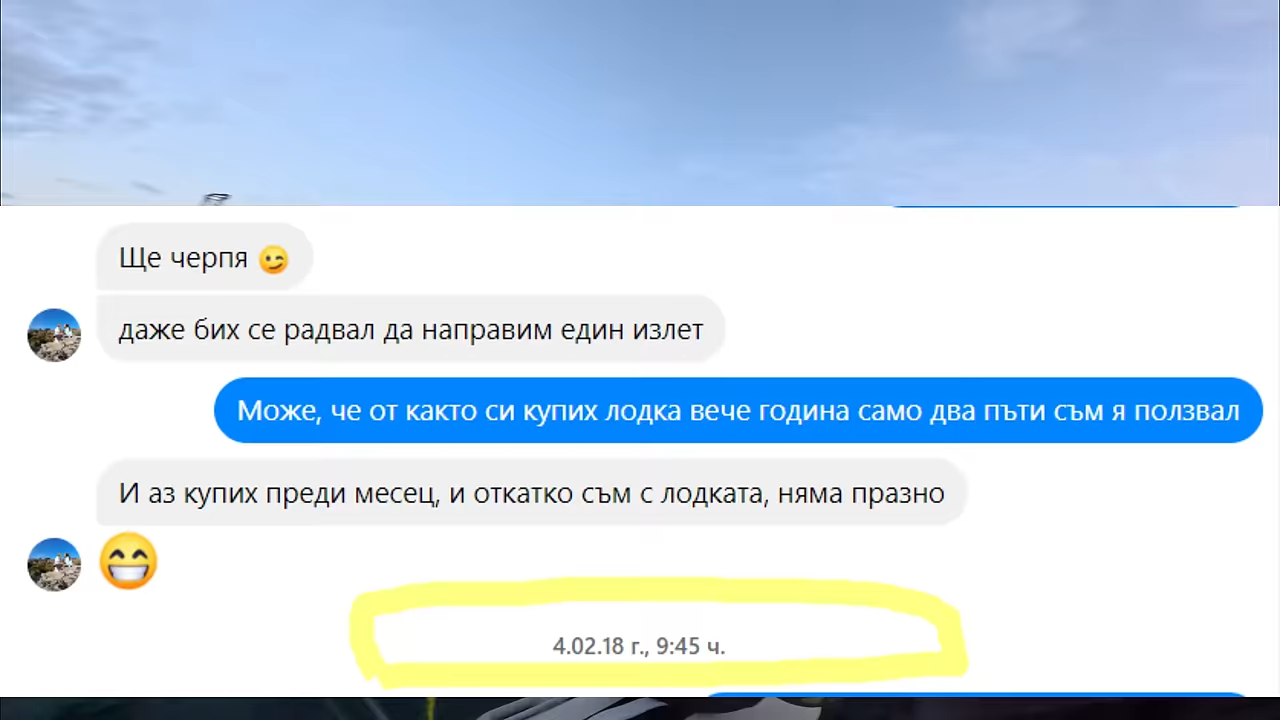 Ще черпя 😉
даже бих се радвал да направим един излет
Може, че от както си купих лодка вече година само два пъти съм я ползвал
И аз купих преди месец, и откатко съм с лодката, няма празно
😁
4.02.18 г., 9:45 ч.